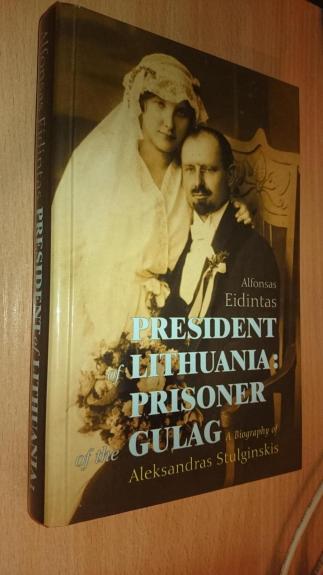 Alfonsas
Eidintas
PRESIDENT
of LITHUANIA:
PRISONER
of the GULAG A Biography of
Aleksandras Stulginskis
Alfonsas Eidintas PRESIDENT of LITHUANIA: